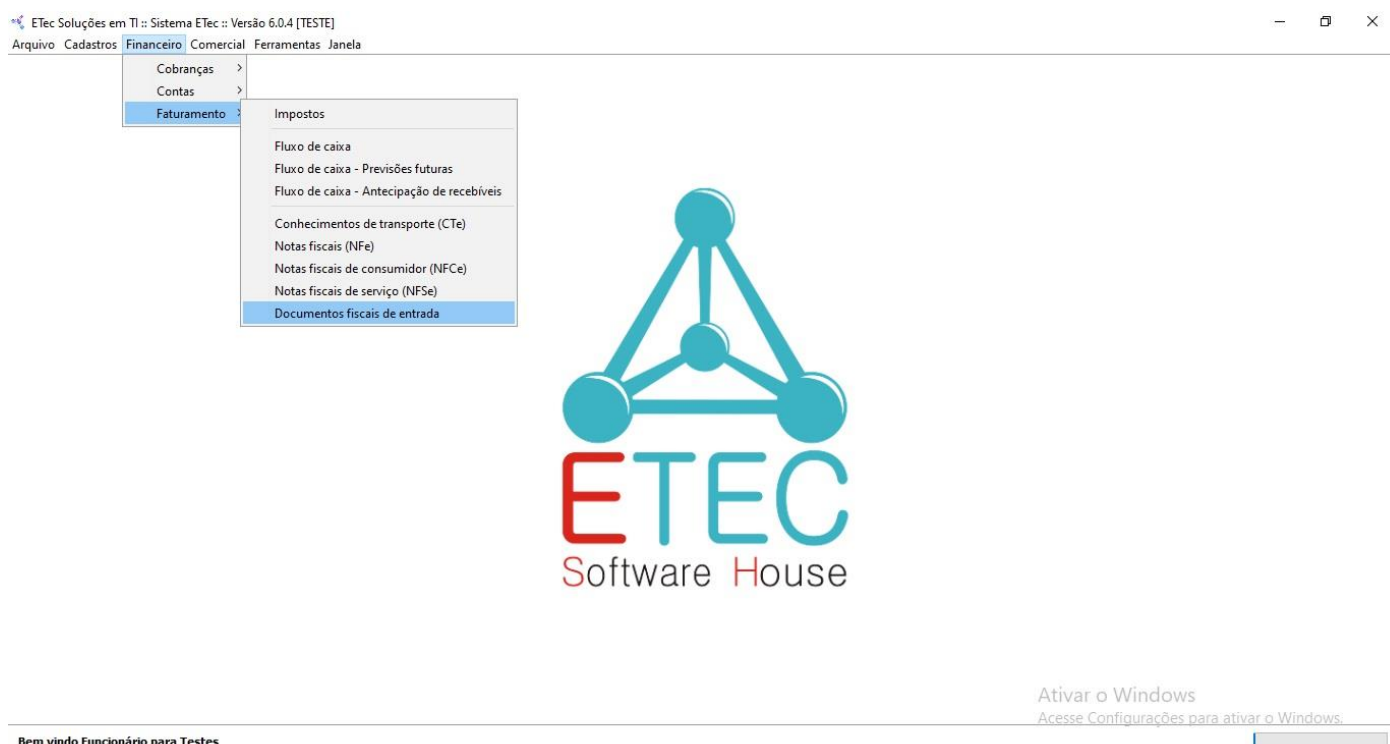 ETec Soluções em TI :: Sistema ETec :: Versão 6.0.4 [TESTE]
Arquivo Cadastros Financeiro Comercial Ferramentas Janela
Cobranças
Contas
Faturamento
Impostos
Fluxo de caixa
Fluxo de caixa - Previsões futuras
Fluxo de caixa - Antecipação de recebíveis
Conhecimentos de transporte (CTe)
Notas fiscais (NFe)
Notas fiscais de consumidor (NFCe)
Notas fiscais de serviço (NFSe)
Documentos fiscais de entrada
ETEC
Software House
Ativar o Windows
Acesse Configurações para ativar o Windows.
Bem vindo Funcionário para Testes